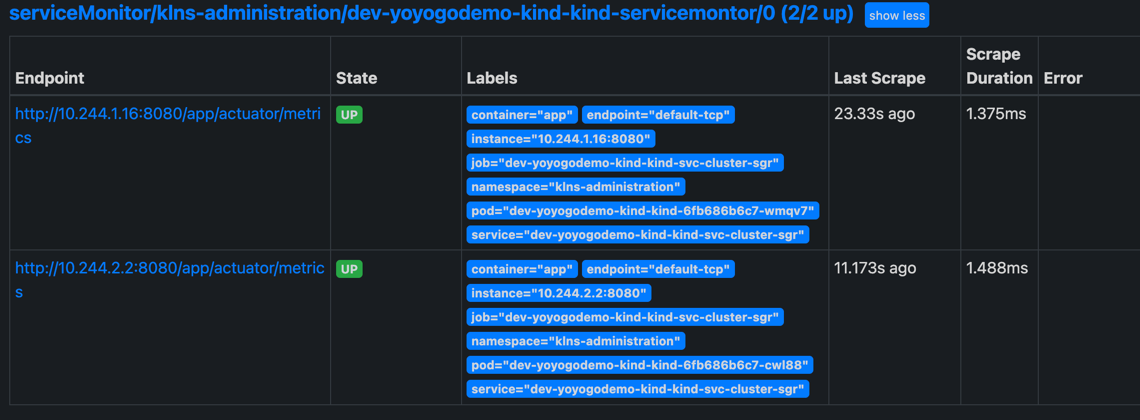 serviceMonitor/klns-administration/dev-yoyogodemo-kind-kind-servicemontor/0 (2/2 up) show less
Endpoint State Labels Last Scrape Scrape Duration Error
http://10.244.1.16:8080/app/actuator/metri
cs
UP
container="app" endpoint="default-tcp"
instance="10.244.1.16:8080"
job="dev-yoyogodemo-kind-kind-svc-cluster-sgr"
namespace="klns-administration"
pod="dev-yoyogodemo-kind-kind-6fb686b6c7-wmqv7"
service="dev-yoyogodemo-kind-kind-svc-cluster-sgr"
23.33s ago
1.375ms
http://10.244.2.2:8080/app/actuator/metric
s
UP
container="app" endpoint="default-tcp"
instance="10.244.2.2:8080"
job="dev-yoyogodemo-kind-kind-svc-cluster-sgr"
namespace="klns-administration"
pod="dev-yoyogodemo-kind-kind-6fb686b6c7-cwl88"
service="dev-yoyogodemo-kind-kind-svc-cluster-sgr"
11.173s ago
1.488ms